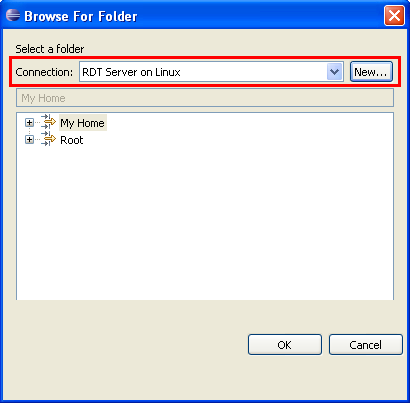 Browse For Folder
Select a folder
Connection: RDT Server on Linux New...
My Home
My Home
Root
OK Cancel